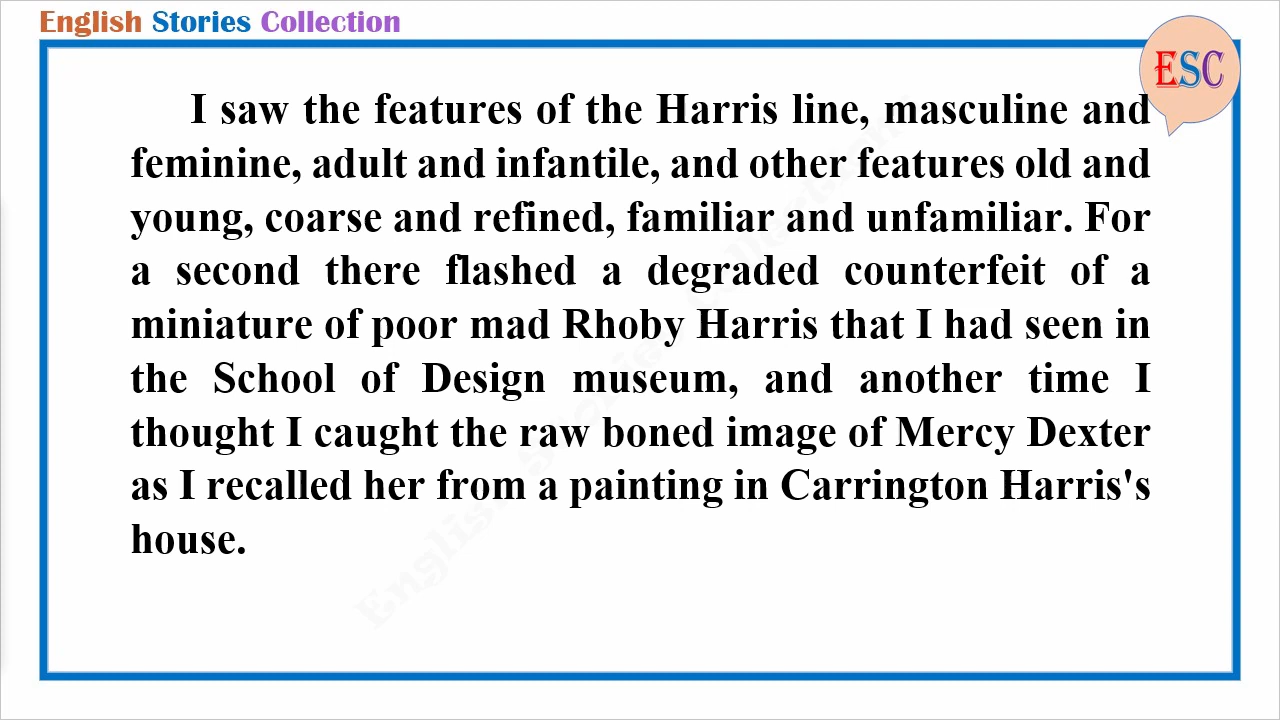 English Stories Collection
ESC
I saw the features of the Harris line, masculine and
feminine, adult and infantile, and other features old and
young, coarse and refined, familiar and unfamiliar. For
a second there flashed a degraded counterfeit of a
miniature of poor mad Rhoby Harris that I had seen in
the School of Design museum, and another time I
thought I caught the raw boned image of Mercy Dexter
as I recalled her from a painting in Carrington Harris's
house.
English Stories Collection